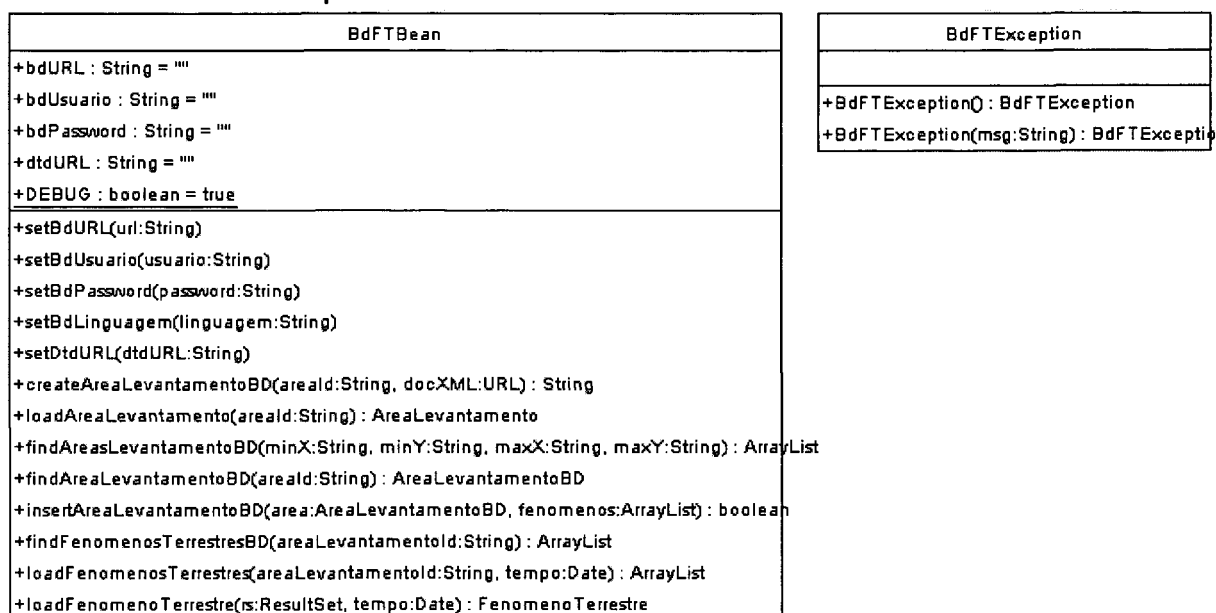 BdFTBean
+bdURL : String = ""
+bdUsuario : String = ""
+bdPassword : String = ""
+dtdURL : String = ""
+DEBUG : boolean = true
+setBdURL(url:String)
+setBdUsuario(usuario:String)
+setBdPassword(password:String)
+setBdLinguagem(linguagem:String)
+setDtdURL(dtdURL:String)
+createAreaLevantamentoBD(areaId:String, docXML:URL) : String
+loadAreaLevantamento(areaId:String) : AreaLevantamento
+findAreasLevantamentoBD(minX:String, minY:String, maxX:String, maxY:String) : ArrayList
+findAreaLevantamentoBD(areaId:String) : AreaLevantamentoBD
+insertAreaLevantamentoBD(area:AreaLevantamentoBD, fenomenos:ArrayList) : boolean
+findFenomenosTerrestresBD(areaLevantamentoId:String) : ArrayList
+loadFenomenosTerrestres(areaLevantamentoId:String, tempo:Date) : ArrayList
+loadFenomenoTerrestre(rs:ResultSet, tempo:Date) : FenomenoTerrestre
BdFTException
+BdFTException() : BdFTException
+BdFTException(msg:String) : BdFTExceptio